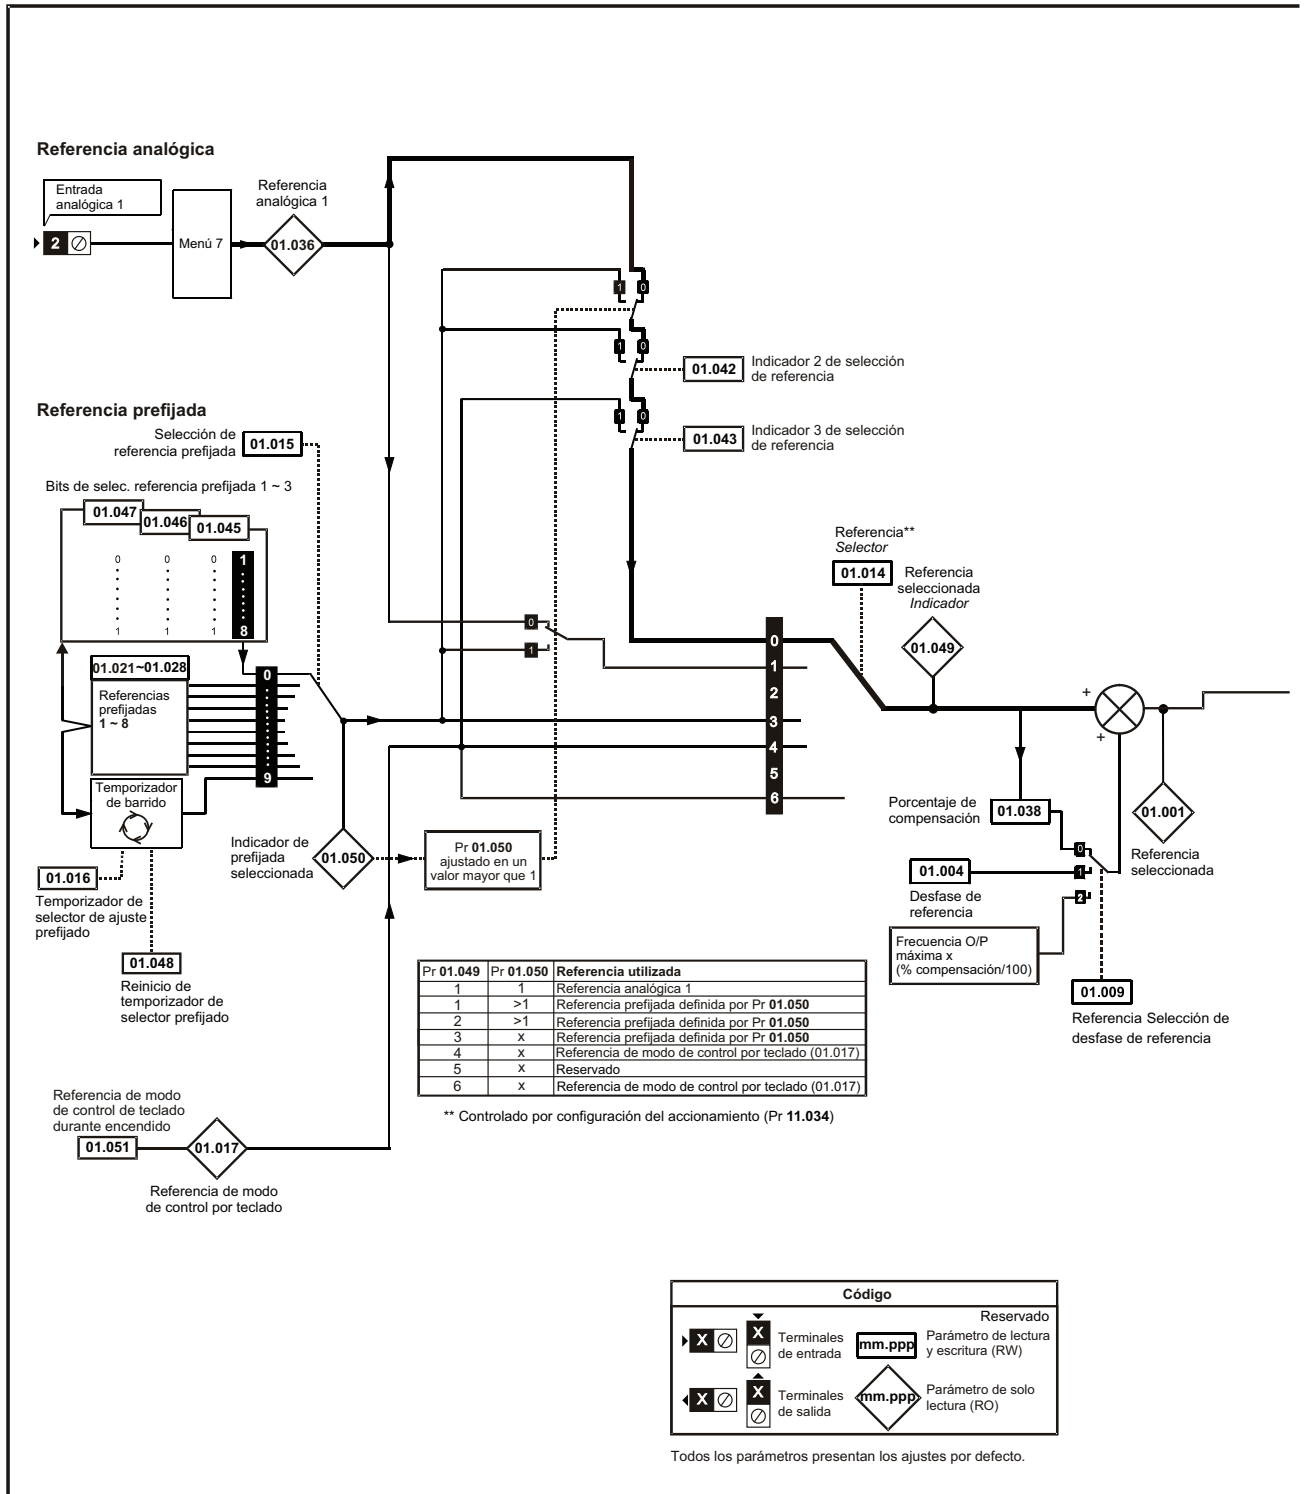 Referencia analógica
Entrada
analógica 1
2
Menú 7
Referencia
analógica 1
01.036
1
0
1
0
01.042
Indicador 2 de selección
de referencia
1
0
01.043
Indicador 3 de selección
de referencia
Referencia prefijada
Selección de
referencia prefijada
01.015
Bits de selec. referencia prefijada 1 ~ 3
01.047
01.046
01.045
0 0 0 1
1 1 1 8
01.021~01.028
Referencias
prefijadas
1 ~ 8
0
9
Temporizador
de barrido
01.016
Temporizador de
selector de ajuste
prefijado
01.048
Reinicio de
temporizador de
selector prefijado
Indicador de
prefijada
seleccionada
01.050
Pr 01.050
ajustado en un
valor mayor que 1
0
1
0
1
2
3
4
5
6
Referencia**
Selector
01.014
Referencia
seleccionada
Indicador
01.049
+
+
Porcentaje de
compensación
01.038
01.001
Referencia
seleccionada
0
1
2
01.004
Desfase de
referencia
Frecuencia O/P
máxima x
(% compensación/100)
01.009
Referencia Selección de
desfase de referencia
Pr 01.049 Pr 01.050 Referencia utilizada
1 1 Referencia analógica 1
1 >1 Referencia prefijada definida por Pr 01.050
2 >1 Referencia prefijada definida por Pr 01.050
3 x Referencia prefijada definida por Pr 01.050
4 x Referencia de modo de control por teclado (01.017)
5 x Reservado
6 x Referencia de modo de control por teclado (01.017)
** Controlado por configuración del accionamiento (Pr 11.034)
Referencia de modo
de control de teclado
durante encendido
01.051
01.017
Referencia de modo
de control por teclado
Código
Reservado
X
X
Terminales
de entrada
mm.ppp
Parámetro de lectura
y escritura (RW)
X
X
Terminales
de salida
mm.ppp
Parámetro de solo
lectura (RO)
Todos los parámetros presentan los ajustes por defecto.